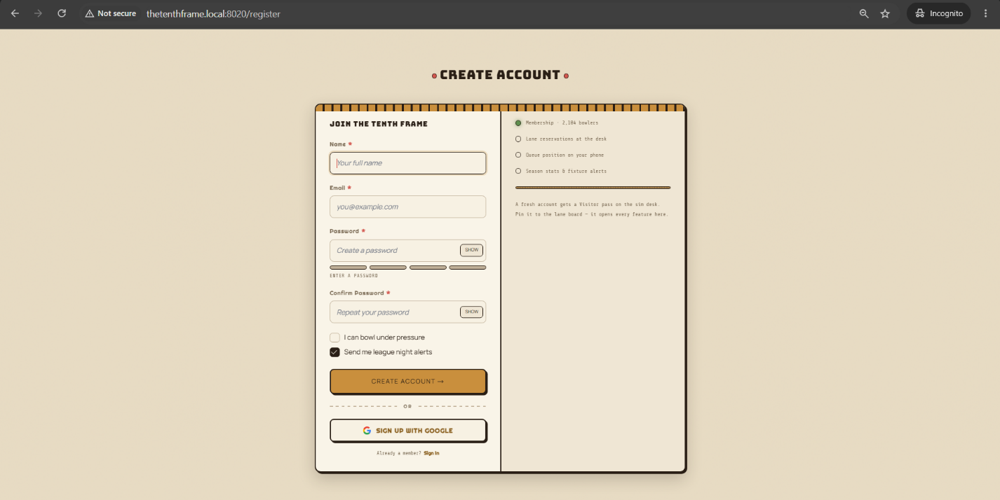 Not secure
thetenthframe.local:8020/register
Incognito
CREATE ACCOUNT
JOIN THE TENTH FRAME
Name *
Your full name
Email *
you@example.com
Password *
Create a password
SHOW
ENTER A PASSWORD
Confirm Password *
Repeat your password
SHOW
I can bowl under pressure
Send me league night alerts
CREATE ACCOUNT →
OR
SIGN UP WITH GOOGLE
Already a member? Sign In
Membership · 2,184 bowlers
Lane reservations at the desk
Queue position on your phone
Season stats & fixture alerts
A fresh account gets a Visitor pass on the sim desk.
Pin it to the lane board — it opens every feature here.